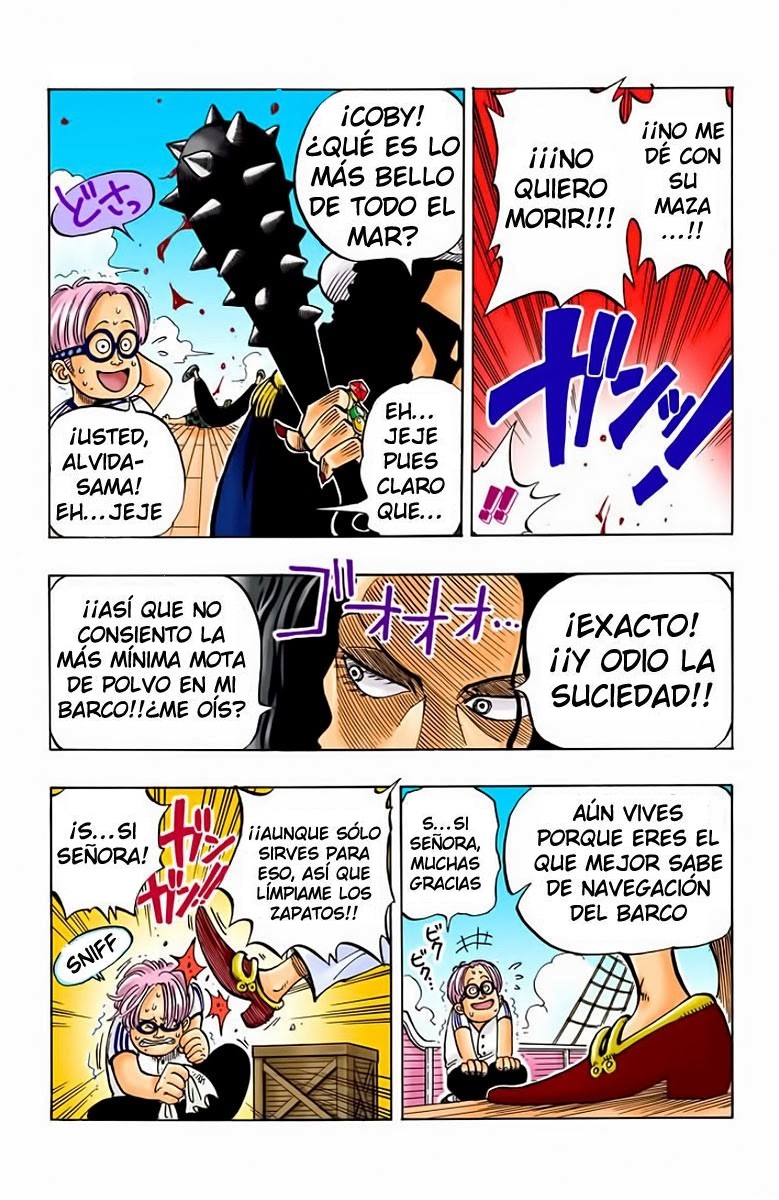 ¡¡NO ME
DÉ CON
SU
MAZA
...!!
¡¡¡NO
QUIERO
MORIR!!!
ガンッ!
!!
¡COBY!
¿QUÉ ES LO
MÁS BELLO
DE TODO EL
MAR?
どさっ
EH...
JEJE
PUES
CLARO
QUE...
¡USTED,
ALVIDA-
SAMA!
EH...JEJE
¡EXACTO!
¡¡Y ODIO LA
SUCIEDAD!!
ゴオオオ...
¡¡ASÍ QUE NO
CONSIENTO LA
MÁS MÍNIMA MOTA
DE POLVO EN MI
BARCO!!¿ME OÍS?
AÚN VIVES
PORQUE ERES EL
QUE MEJOR SABE
DE NAVEGACIÓN
DEL BARCO
S...SI
SEÑORA,
MUCHAS
GRACIAS
ビク
ビク...
¡¡AUNQUE SÓLO
SIRVES PARA
ESO, ASÍ QUE
LÍMPIAME LOS
ZAPATOS!!
ガン
ガン!!
¡S...SI
SEÑORA!
SNIFF